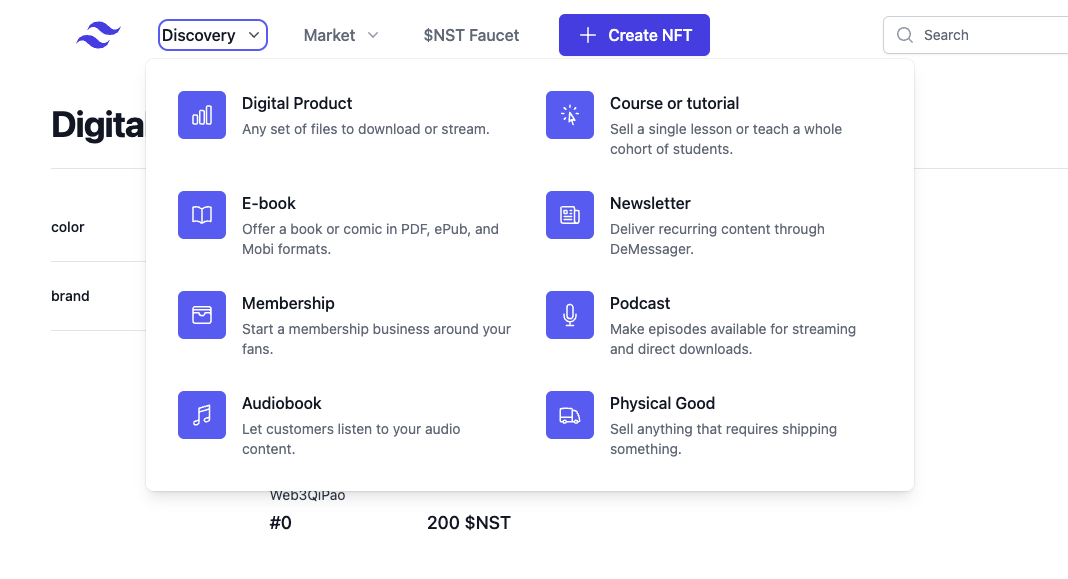 Discovery
Market
$NST Faucet
Create NFT
Search
Digita
color
brand
Digital Product
Any set of files to download or stream.
Course or tutorial
Sell a single lesson or teach a whole
cohort of students.
E-book
Offer a book or comic in PDF, ePub, and
Mobi formats.
Newsletter
Deliver recurring content through
DeMessager.
Membership
Start a membership business around your
fans.
Podcast
Make episodes available for streaming
and direct downloads.
Audiobook
Let customers listen to your audio
content.
Physical Good
Sell anything that requires shipping
something.
Web3QiPao
#0
200 $NST